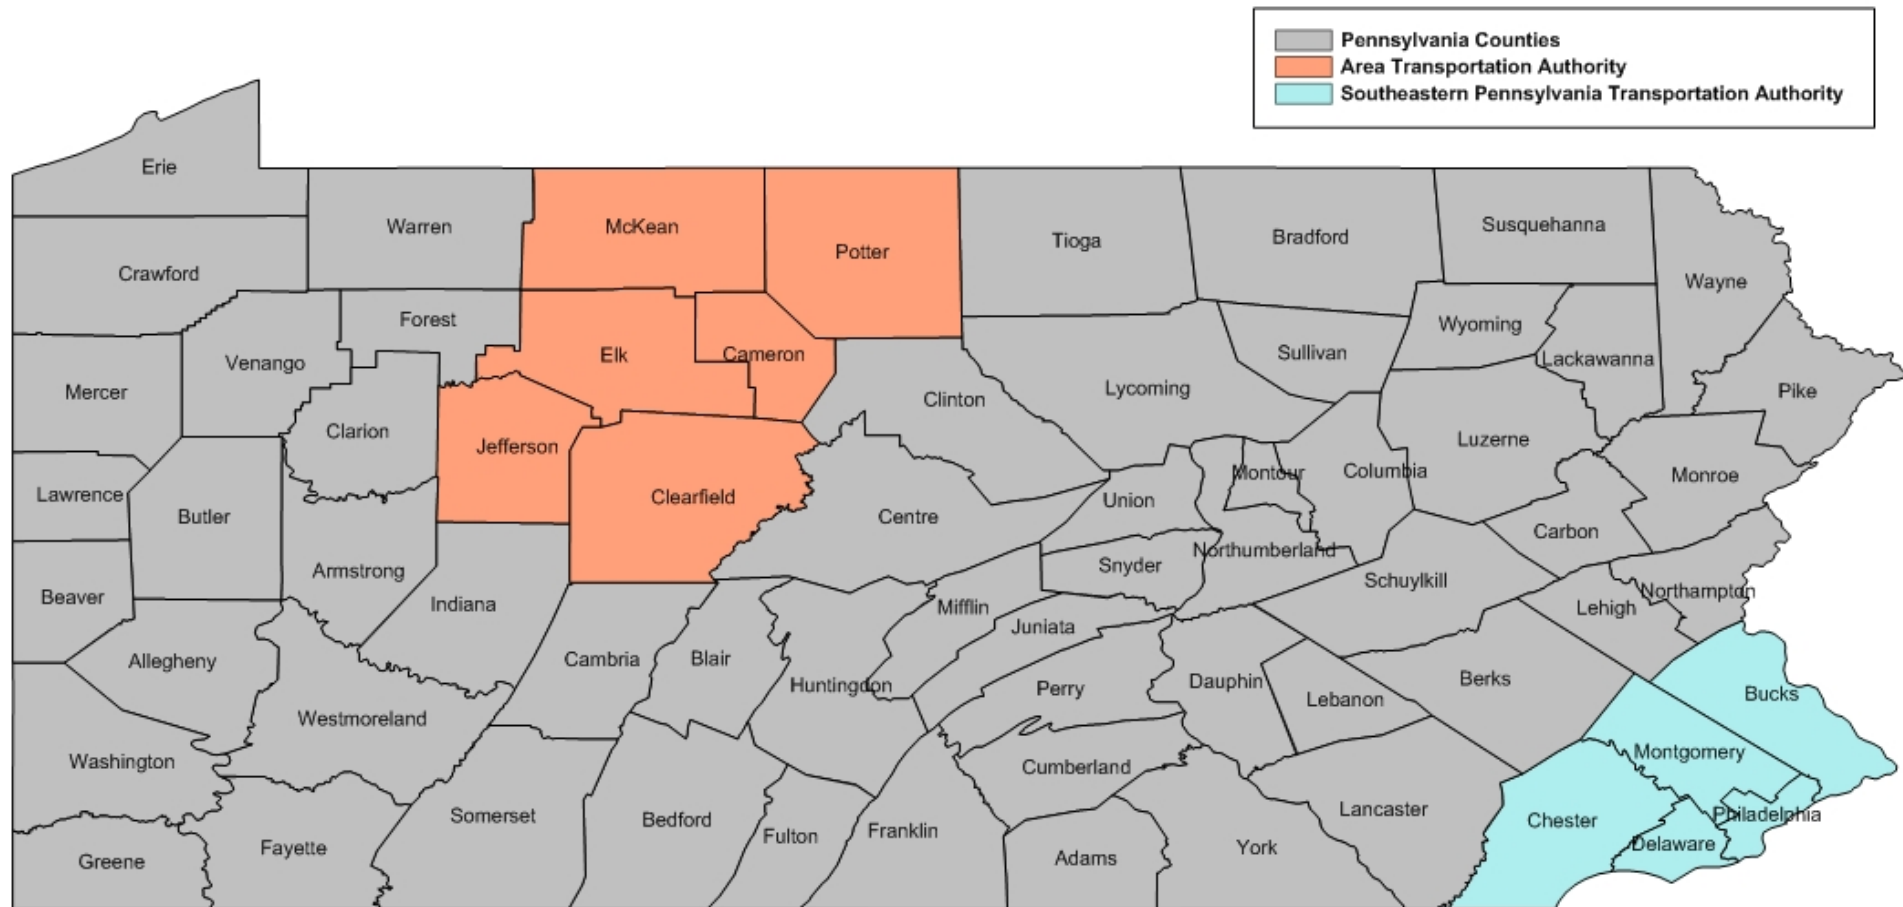 Pennsylvania Counties
Area Transportation Authority
Southeastern Pennsylvania Transportation Authority
Erie
Warren
McKean
Potter
Tioga
Bradford
Susquehanna
Wayne
Crawford
Forest
Elk
Cameron
Wyoming
Lackawanna
Sullivan
Venango
Mercer
Clarion
Jefferson
Clinton
Lycoming
Pike
Luzerne
Columbia
Montour
Monroe
Lawrence
Butler
Clearfield
Centre
Union
Carbon
Northumberland
Armstrong
Snyder
Schuylkill
Beaver
Indiana
Mifflin
Juniata
Lehigh
Northampton
Allegheny
Cambria
Blair
Huntingdon
Perry
Dauphin
Lebanon
Berks
Bucks
Westmoreland
Washington
Cumberland
Montgomery
Somerset
Bedford
Fulton
Franklin
Lancaster
Chester
Philadelphia
Delaware
Greene
Fayette
Adams
York